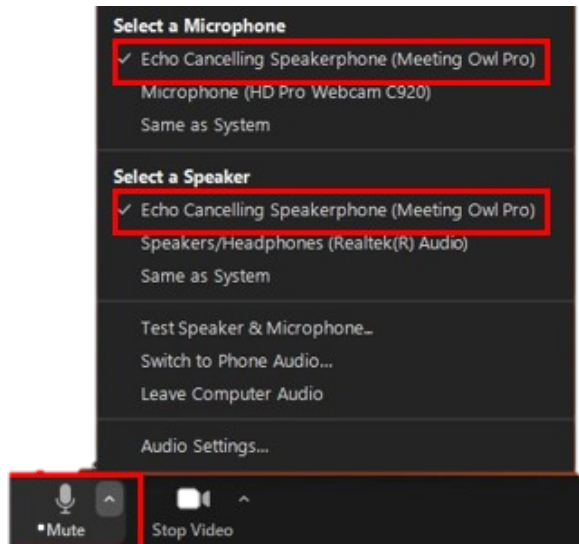 Select a Microphone
✓ Echo Cancelling Speakerphone (Meeting Owl Pro)
Microphone (HD Pro Webcam C920)
Same as System
Select a Speaker
✓ Echo Cancelling Speakerphone (Meeting Owl Pro)
Speakers/Headphones (Realtek(R) Audio)
Same as System
Test Speaker & Microphone...
Switch to Phone Audio...
Leave Computer Audio
Audio Settings...
Mute Stop Video